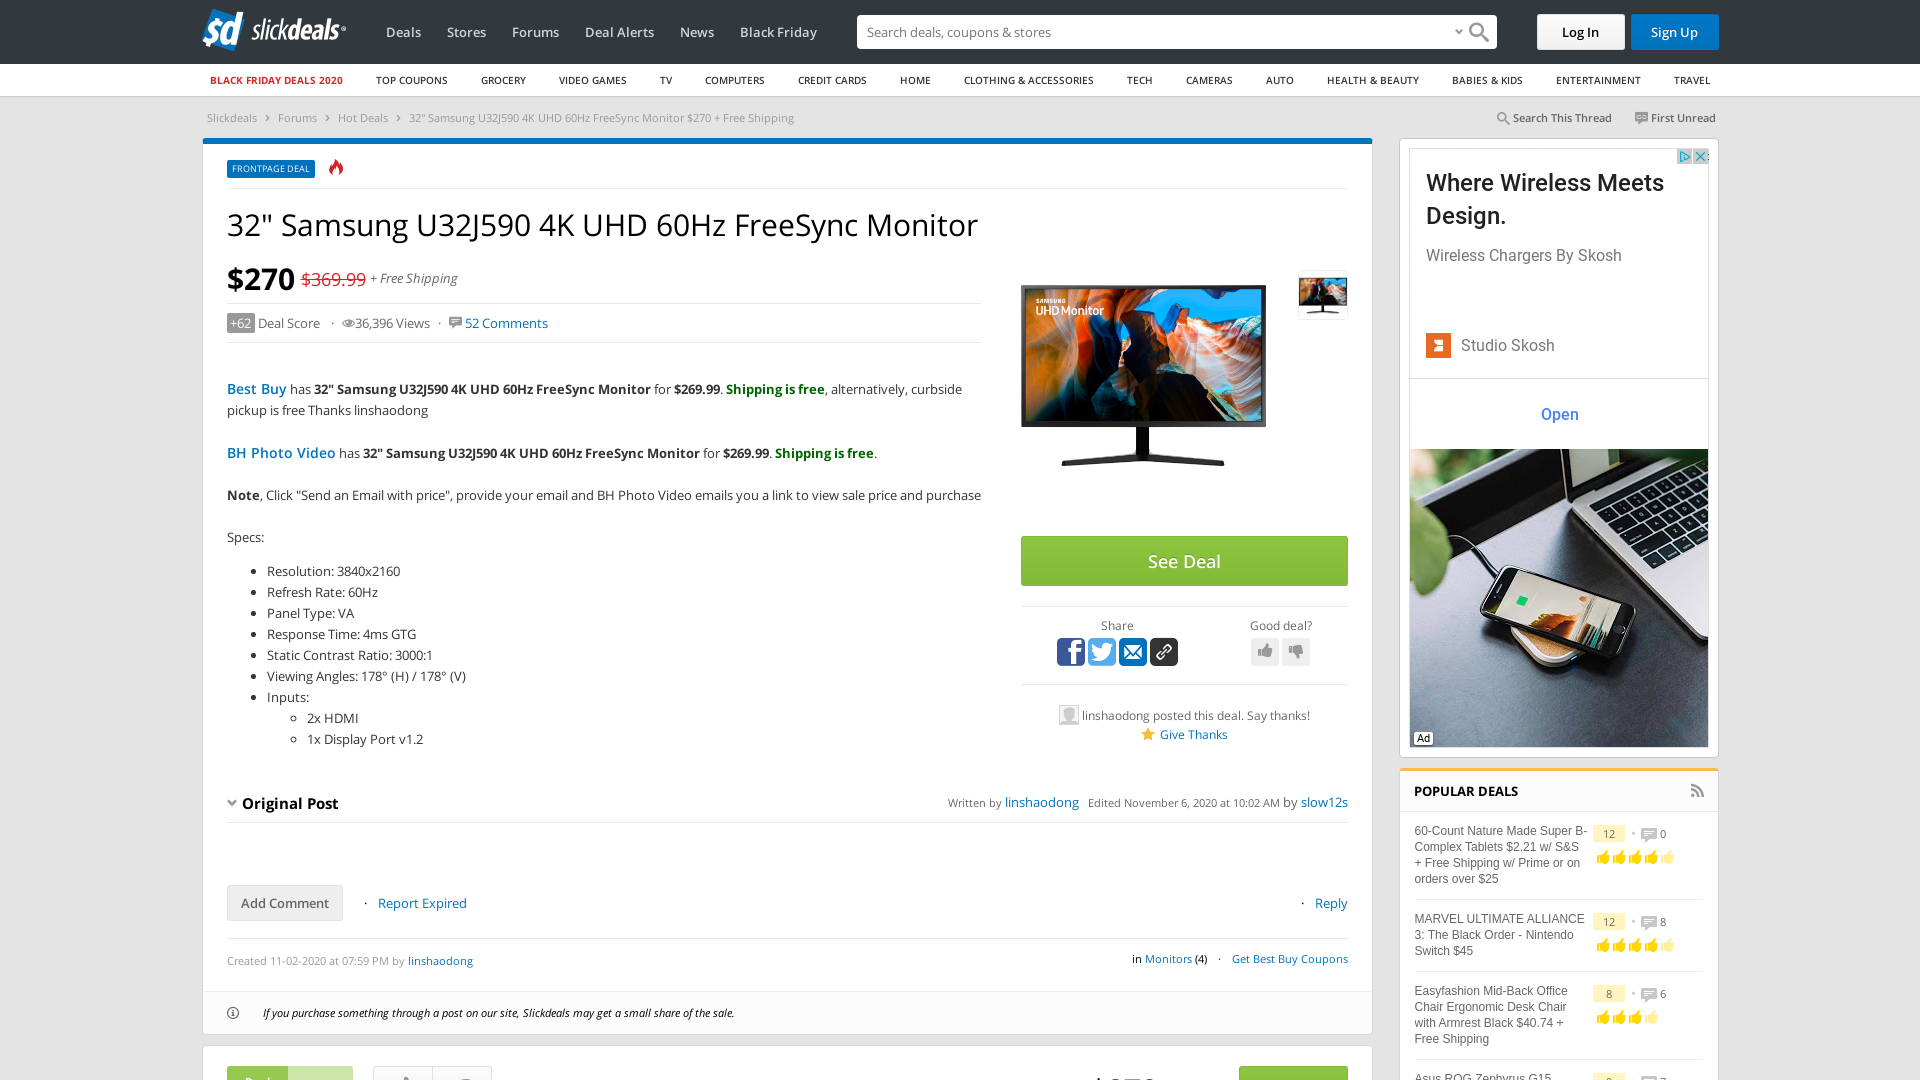 sd slickdeals
Deals
Stores
Forums
Deal Alerts
News
Black Friday
Search deals, coupons & stores
Log In
Sign Up
BLACK FRIDAY DEALS 2020
TOP COUPONS
GROCERY
VIDEO GAMES
TV
COMPUTERS
CREDIT CARDS
HOME
CLOTHING & ACCESSORIES
TECH
CAMERAS
AUTO
HEALTH & BEAUTY
BABIES & KIDS
ENTERTAINMENT
TRAVEL
Slickdeals › Forums › Hot Deals › 32" Samsung U32J590 4K UHD 60Hz FreeSync Monitor $270 + Free Shipping
Search This Thread
First Unread
FRONTPAGE DEAL
32" Samsung U32J590 4K UHD 60Hz FreeSync Monitor
$270 $369.99 + Free Shipping
+62 Deal Score · 36,396 Views · 52 Comments
Best Buy has 32" Samsung U32J590 4K UHD 60Hz FreeSync Monitor for $269.99. Shipping is free, alternatively, curbside
pickup is free Thanks linshaodong
BH Photo Video has 32" Samsung U32J590 4K UHD 60Hz FreeSync Monitor for $269.99. Shipping is free.
Note, Click "Send an Email with price", provide your email and BH Photo Video emails you a link to view sale price and purchase
Specs:
Resolution: 3840x2160
Refresh Rate: 60Hz
Panel Type: VA
Response Time: 4ms GTG
Static Contrast Ratio: 3000:1
Viewing Angles: 178° (H) / 178° (V)
Inputs:
2x HDMI
1x Display Port v1.2
SAMSUNG
UHD Monitor
See Deal
Share
Good deal?
linshaodong posted this deal. Say thanks!
Give Thanks
Original Post
Written by linshaodong Edited November 6, 2020 at 10:02 AM by slow12s
Add Comment · Report Expired
· Reply
Created 11-02-2020 at 07:59 PM by linshaodong
in Monitors (4) · Get Best Buy Coupons
If you purchase something through a post on our site, Slickdeals may get a small share of the sale.
Where Wireless Meets
Design.
Wireless Chargers By Skosh
Studio Skosh
Open
Ad
POPULAR DEALS
60-Count Nature Made Super B-
Complex Tablets $2.21 w/ S&S
+ Free Shipping w/ Prime or on
orders over $25
12 · 0
MARVEL ULTIMATE ALLIANCE
3: The Black Order - Nintendo
Switch $45
12 · 8
Easyfashion Mid-Back Office
Chair Ergonomic Desk Chair
with Armrest Black $40.74 +
Free Shipping
8 · 6
Asus ROG Zephyrus G15